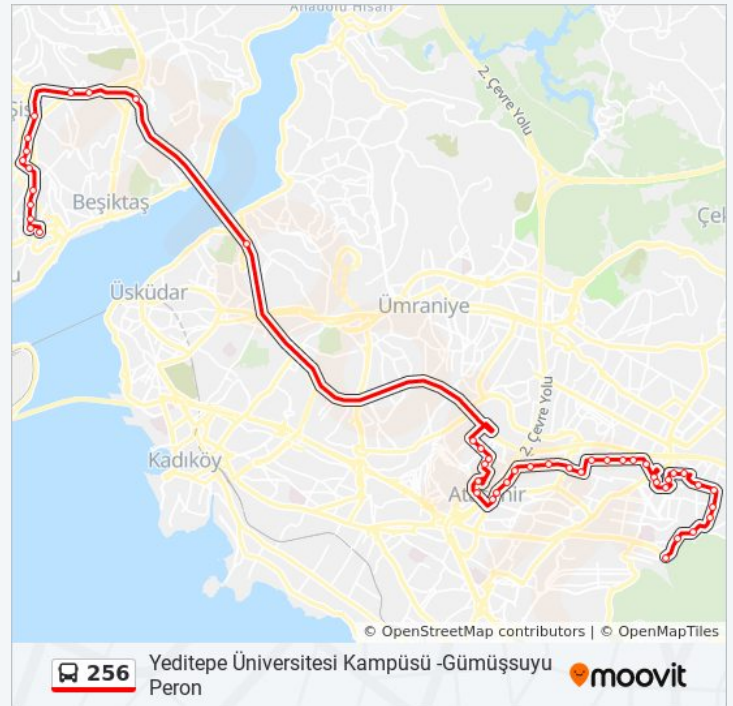 Anadolu Hisarı
2. Çevre Yolu
Beşiktaş
Üsküdar
Ümraniye
2. Çevre Yolu
Kadıköy
© OpenStreetMap contributors | © OpenMapTiles
256
Yeditepe Üniversitesi Kampüsü -Gümüşsuyu
Peron
moovit